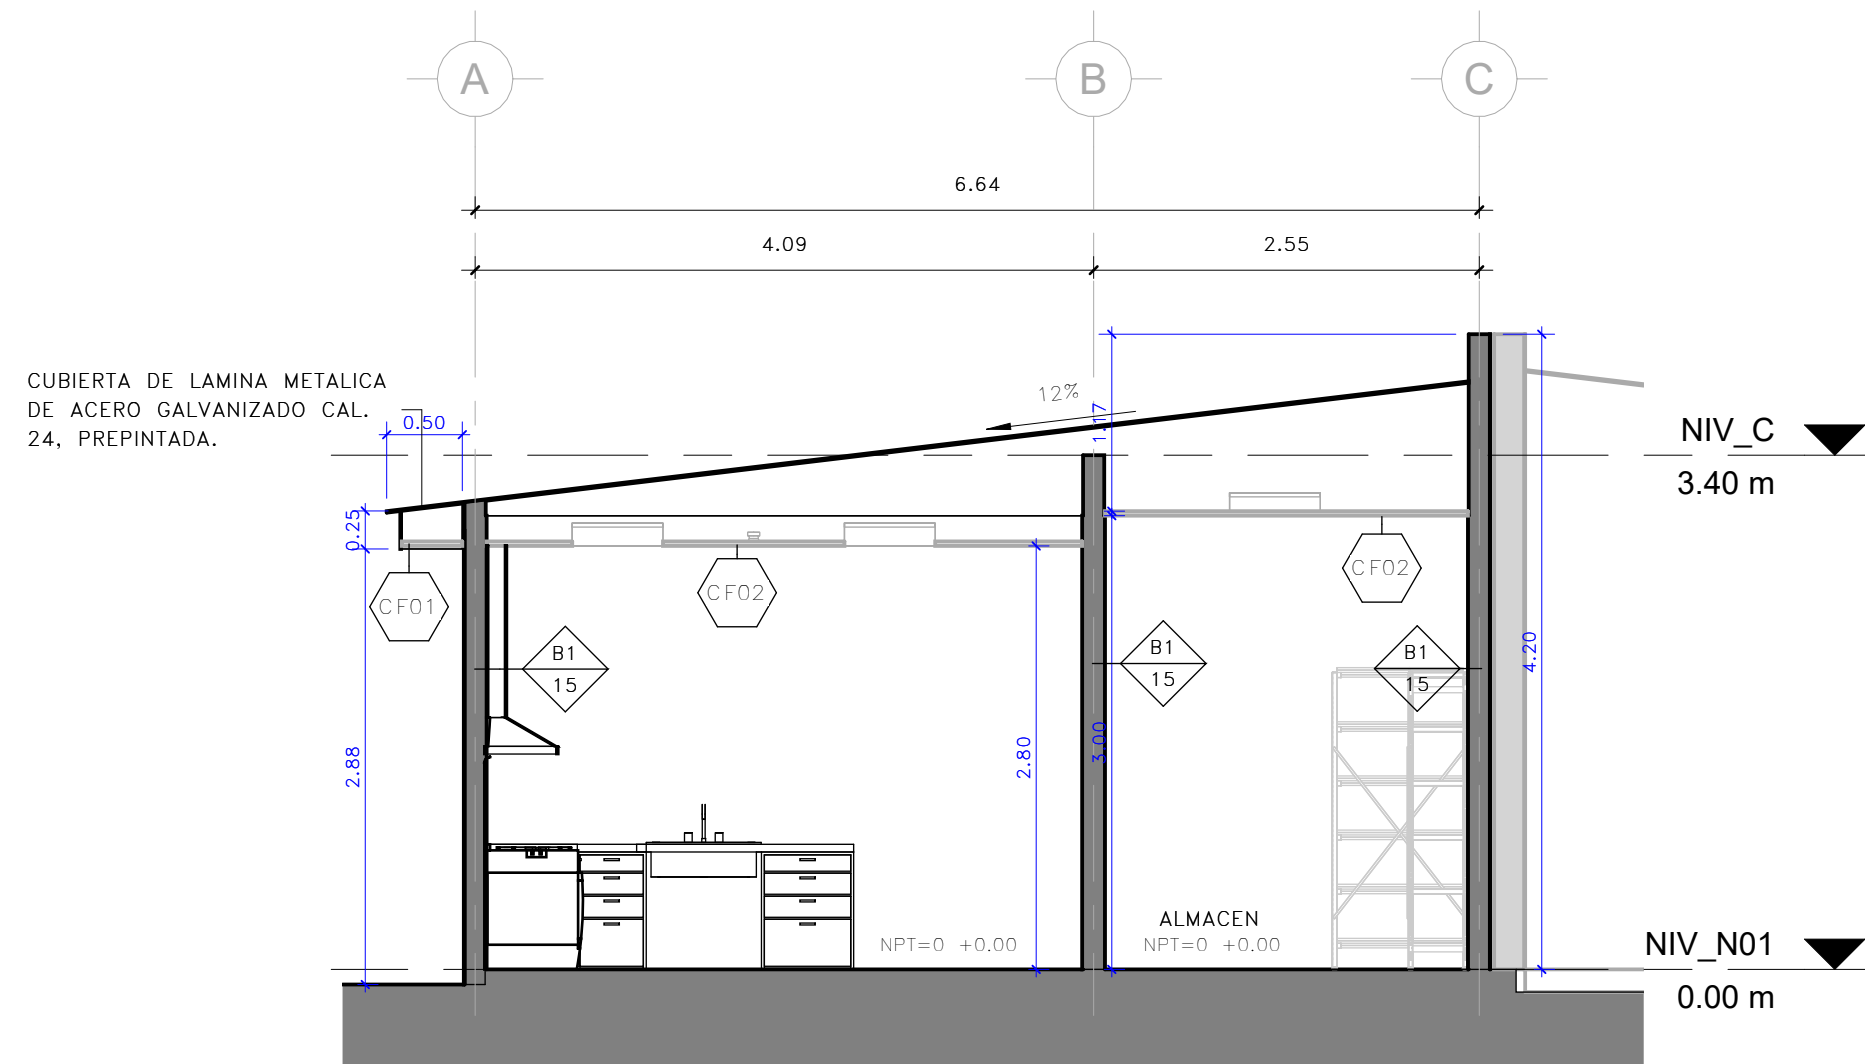 A
B
C
6.64
4.09
2.55
CUBIERTA DE LAMINA METALICA
DE ACERO GALVANIZADO CAL.
24, PREPINTADA.
0.50
12%
1.17
NIV_C
3.40 m
0.25
CF01
CF02
CF02
B1
15
B1
15
B1
15
4.20
2.88
2.80
3.00
ALMACEN
NPT=0 +0.00
NPT=0 +0.00
NIV_N01
0.00 m